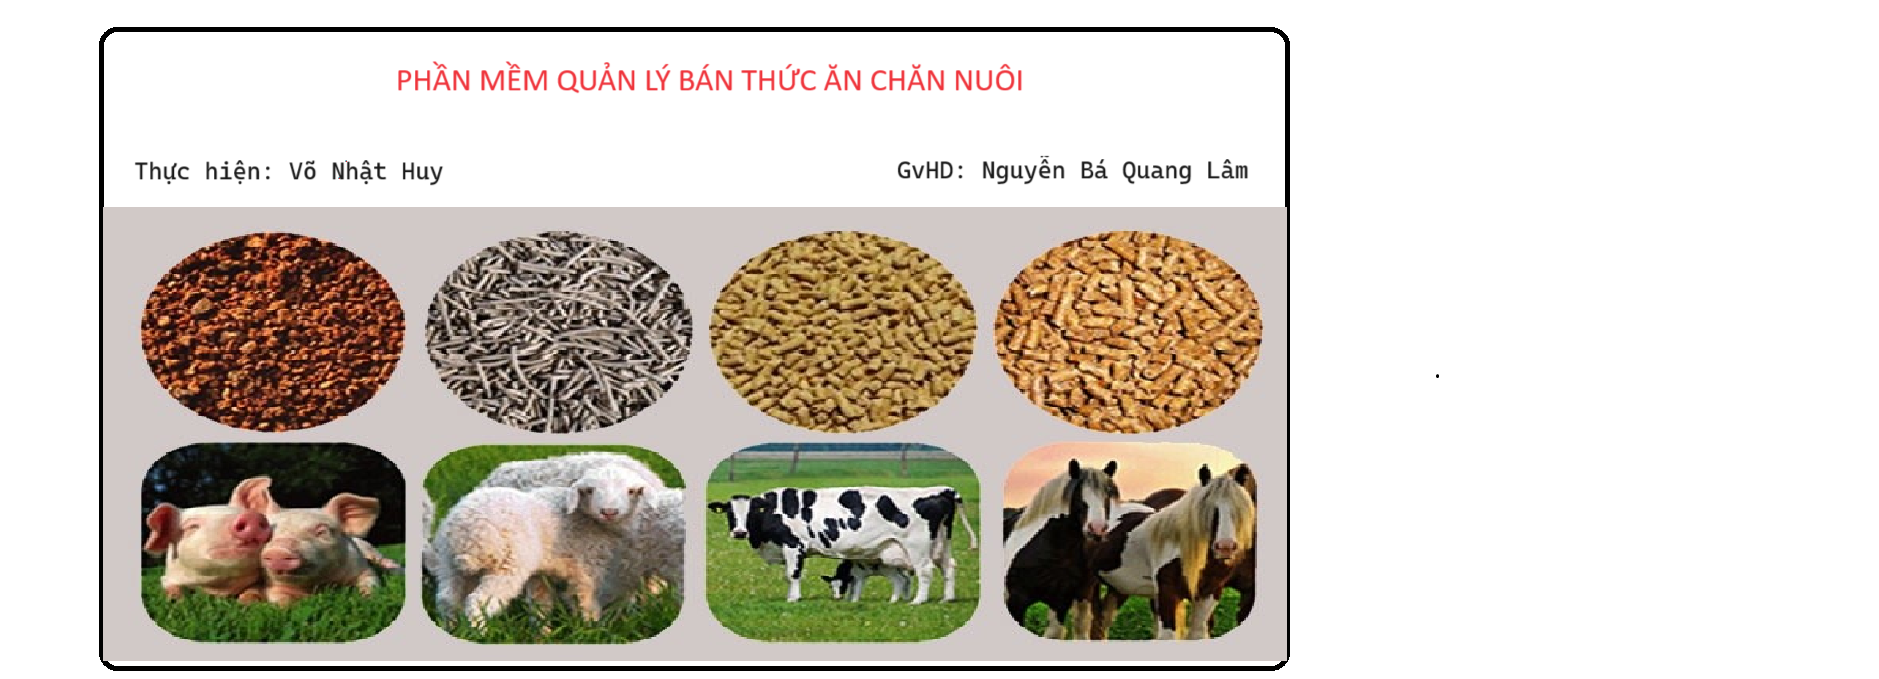 PHẦN MỀM QUẢN LÝ BÁN THỨC ĂN CHĂN NUÔI
Thực hiện: Võ Nhật Huy
GvHD: Nguyễn Bá Quang Lâm